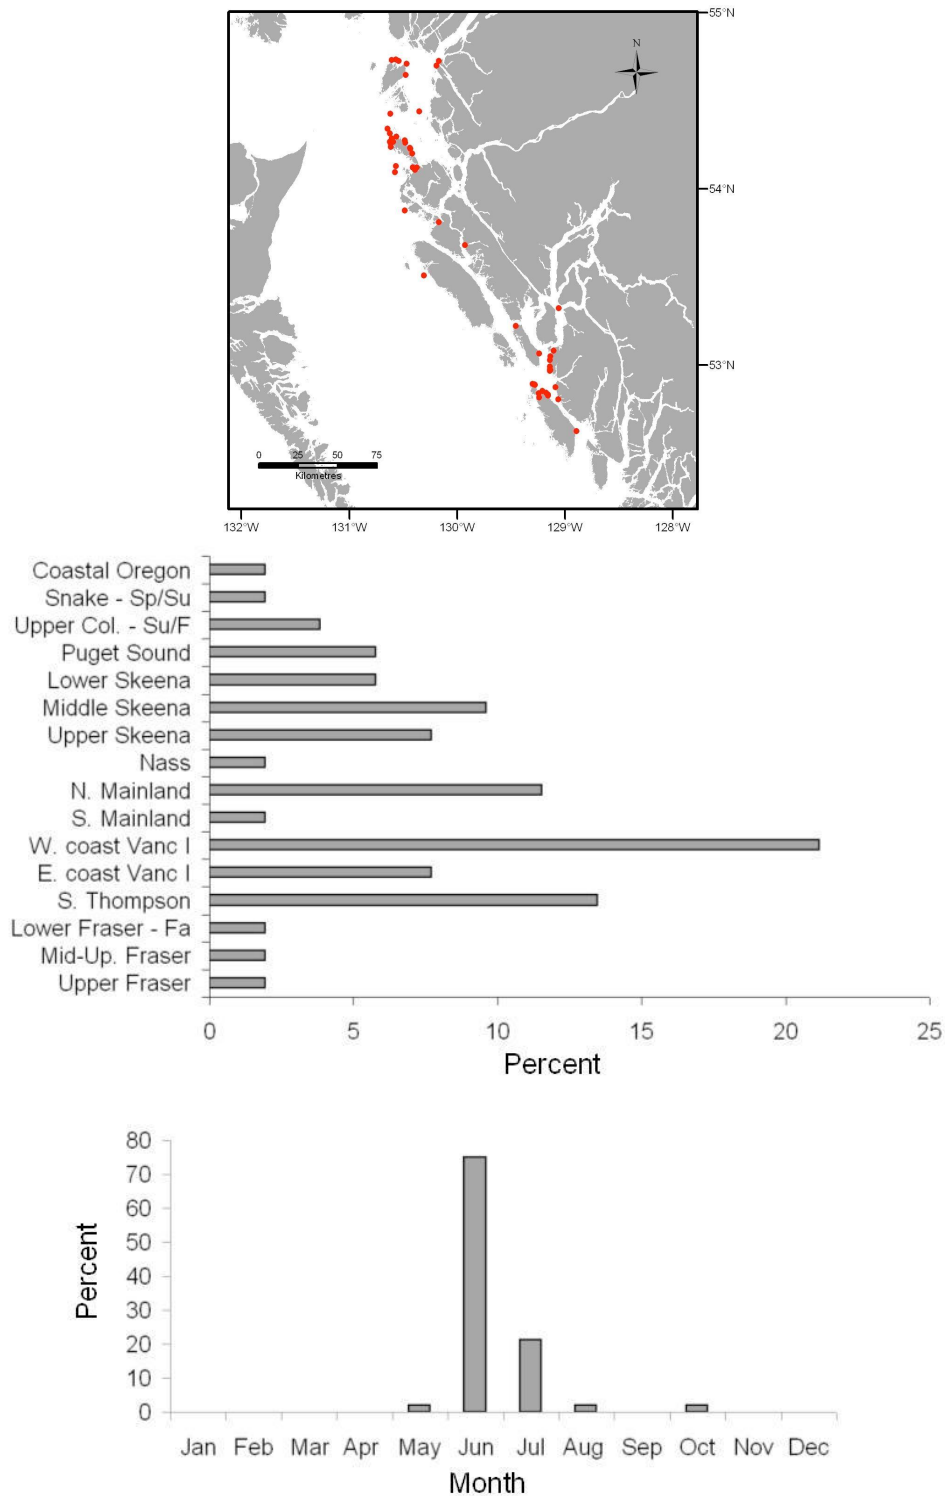 55°N
N
54°N
53°N
0 25 50 75
Kilometres
132°W 131°W 130°W 129°W 128°W
Coastal Oregon
Snake - Sp/Su
Upper Col. - Su/F
Puget Sound
Lower Skeena
Middle Skeena
Upper Skeena
Nass
N. Mainland
S. Mainland
W. coast Vanc I
E. coast Vanc I
S. Thompson
Lower Fraser - Fa
Mid-Up. Fraser
Upper Fraser
0 5 10 15 20 25
Percent
80
70
60
50
40
30
20
10
0
Percent
Jan Feb Mar Apr May Jun Jul Aug Sep Oct Nov Dec
Month